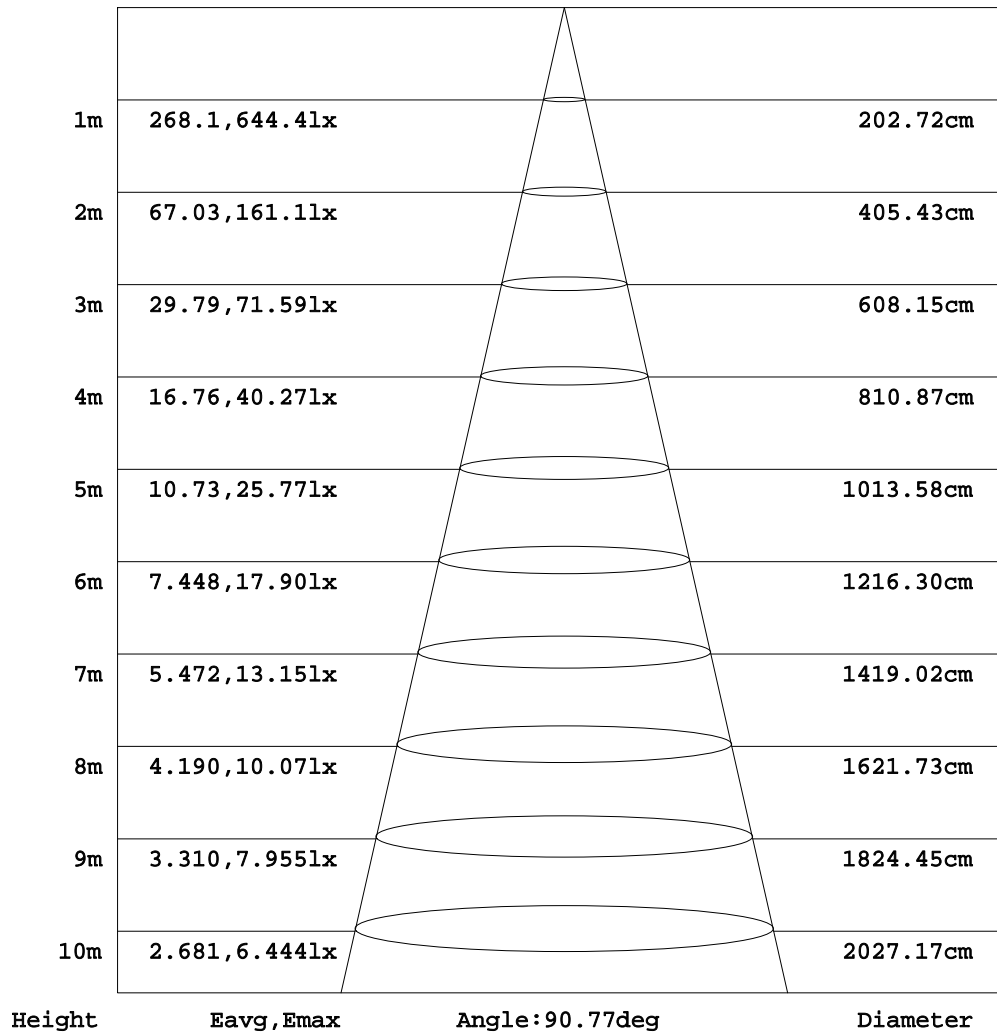 1m 268.1,644.4lx 202.72cm
2m 67.03,161.1lx 405.43cm
3m 29.79,71.59lx 608.15cm
4m 16.76,40.27lx 810.87cm
5m 10.73,25.77lx 1013.58cm
6m 7.448,17.90lx 1216.30cm
7m 5.472,13.15lx 1419.02cm
8m 4.190,10.07lx 1621.73cm
9m 3.310,7.955lx 1824.45cm
10m 2.681,6.444lx 2027.17cm
Height Eavg,Emax Angle:90.77deg Diameter